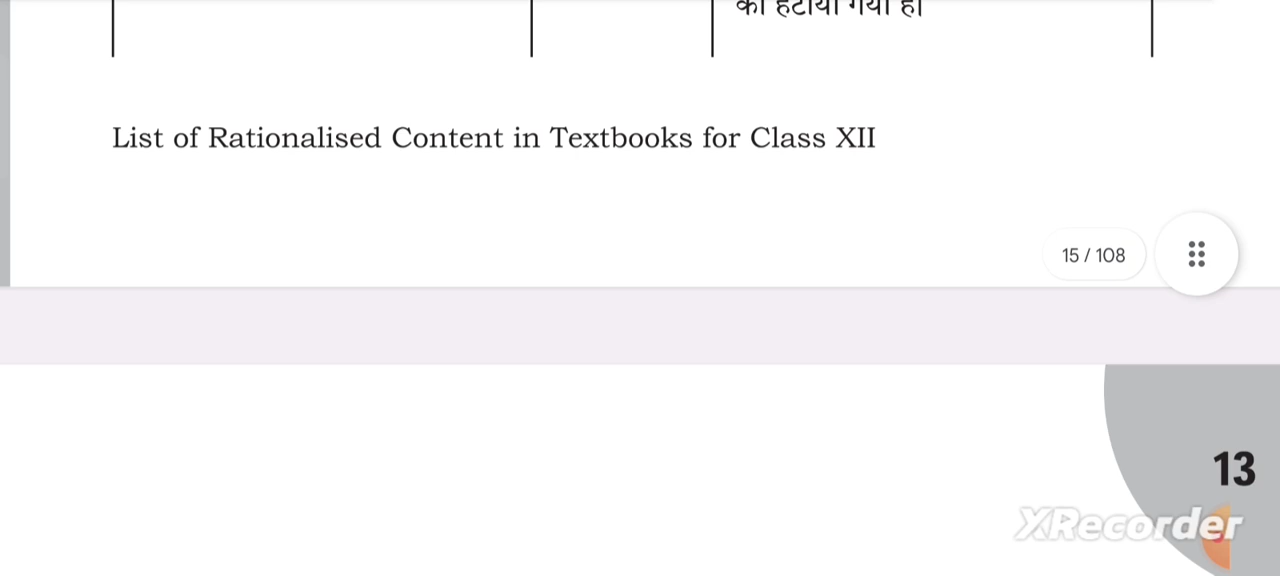 को हटाया गया है।
List of Rationalised Content in Textbooks for Class XII
15 / 108
13
XRecorder